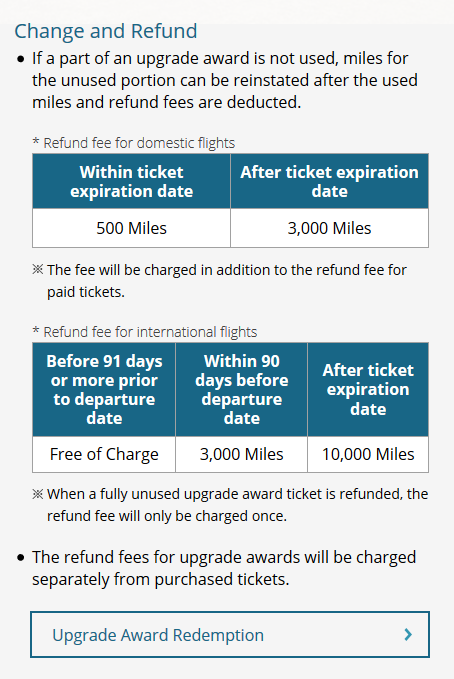 Change and Refund
• If a part of an upgrade award is not used, miles for
the unused portion can be reinstated after the used
miles and refund fees are deducted.
* Refund fee for domestic flights
Within ticket
expiration date
After ticket expiration
date
500 Miles
3,000 Miles
※ The fee will be charged in addition to the refund fee for
paid tickets.
* Refund fee for international flights
Before 91 days
or more prior
to departure
date
Within 90
days before
departure
date
After ticket
expiration
date
Free of Charge
3,000 Miles
10,000 Miles
※ When a fully unused upgrade award ticket is refunded, the
refund fee will only be charged once.
• The refund fees for upgrade awards will be charged
separately from purchased tickets.
Upgrade Award Redemption